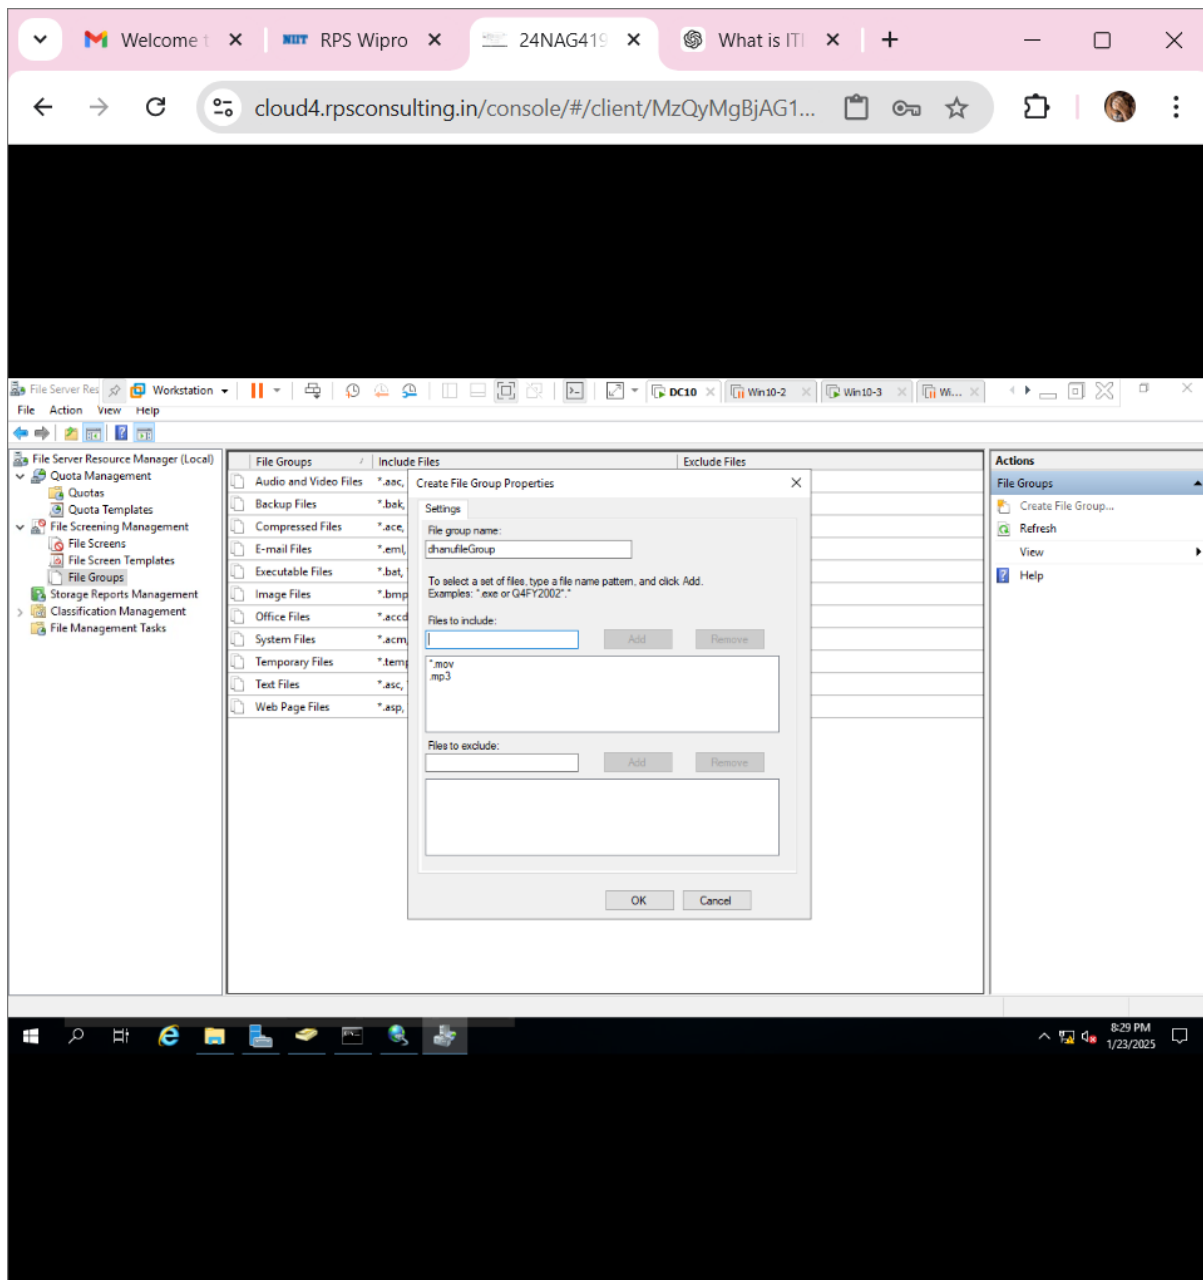 Welcome t
RPS Wipro
24NAG419
What is ITI
cloud4.rpsconsulting.in/console/#/client/MzQyMgBjAG1...
File Server Res
Workstation
DC10
Win10-2
Win10-3
Wi...
File Action View Help
File Server Resource Manager (Local)
Quota Management
Quotas
Quota Templates
File Screening Management
File Screens
File Screen Templates
File Groups
Storage Reports Management
Classification Management
File Management Tasks
File Groups Include Files Exclude Files
Audio and Video Files *.aac,
Backup Files *.bak,
Compressed Files *.ace,
E-mail Files *.eml,
Executable Files *.bat,
Image Files *.bmp
Office Files *.accd
System Files *.acm,
Temporary Files *.temp
Text Files *.asc,
Web Page Files *.asp,
Create File Group Properties
Settings
File group name:
dhanufileGroup
To select a set of files, type a file name pattern, and click Add.
Examples: *.exe or Q4FY2002*.*
Files to include:
Add Remove
*.mov
.mp3
Files to exclude:
Add Remove
OK Cancel
Actions
File Groups
Create File Group...
Refresh
View
Help
8:29 PM
1/23/2025